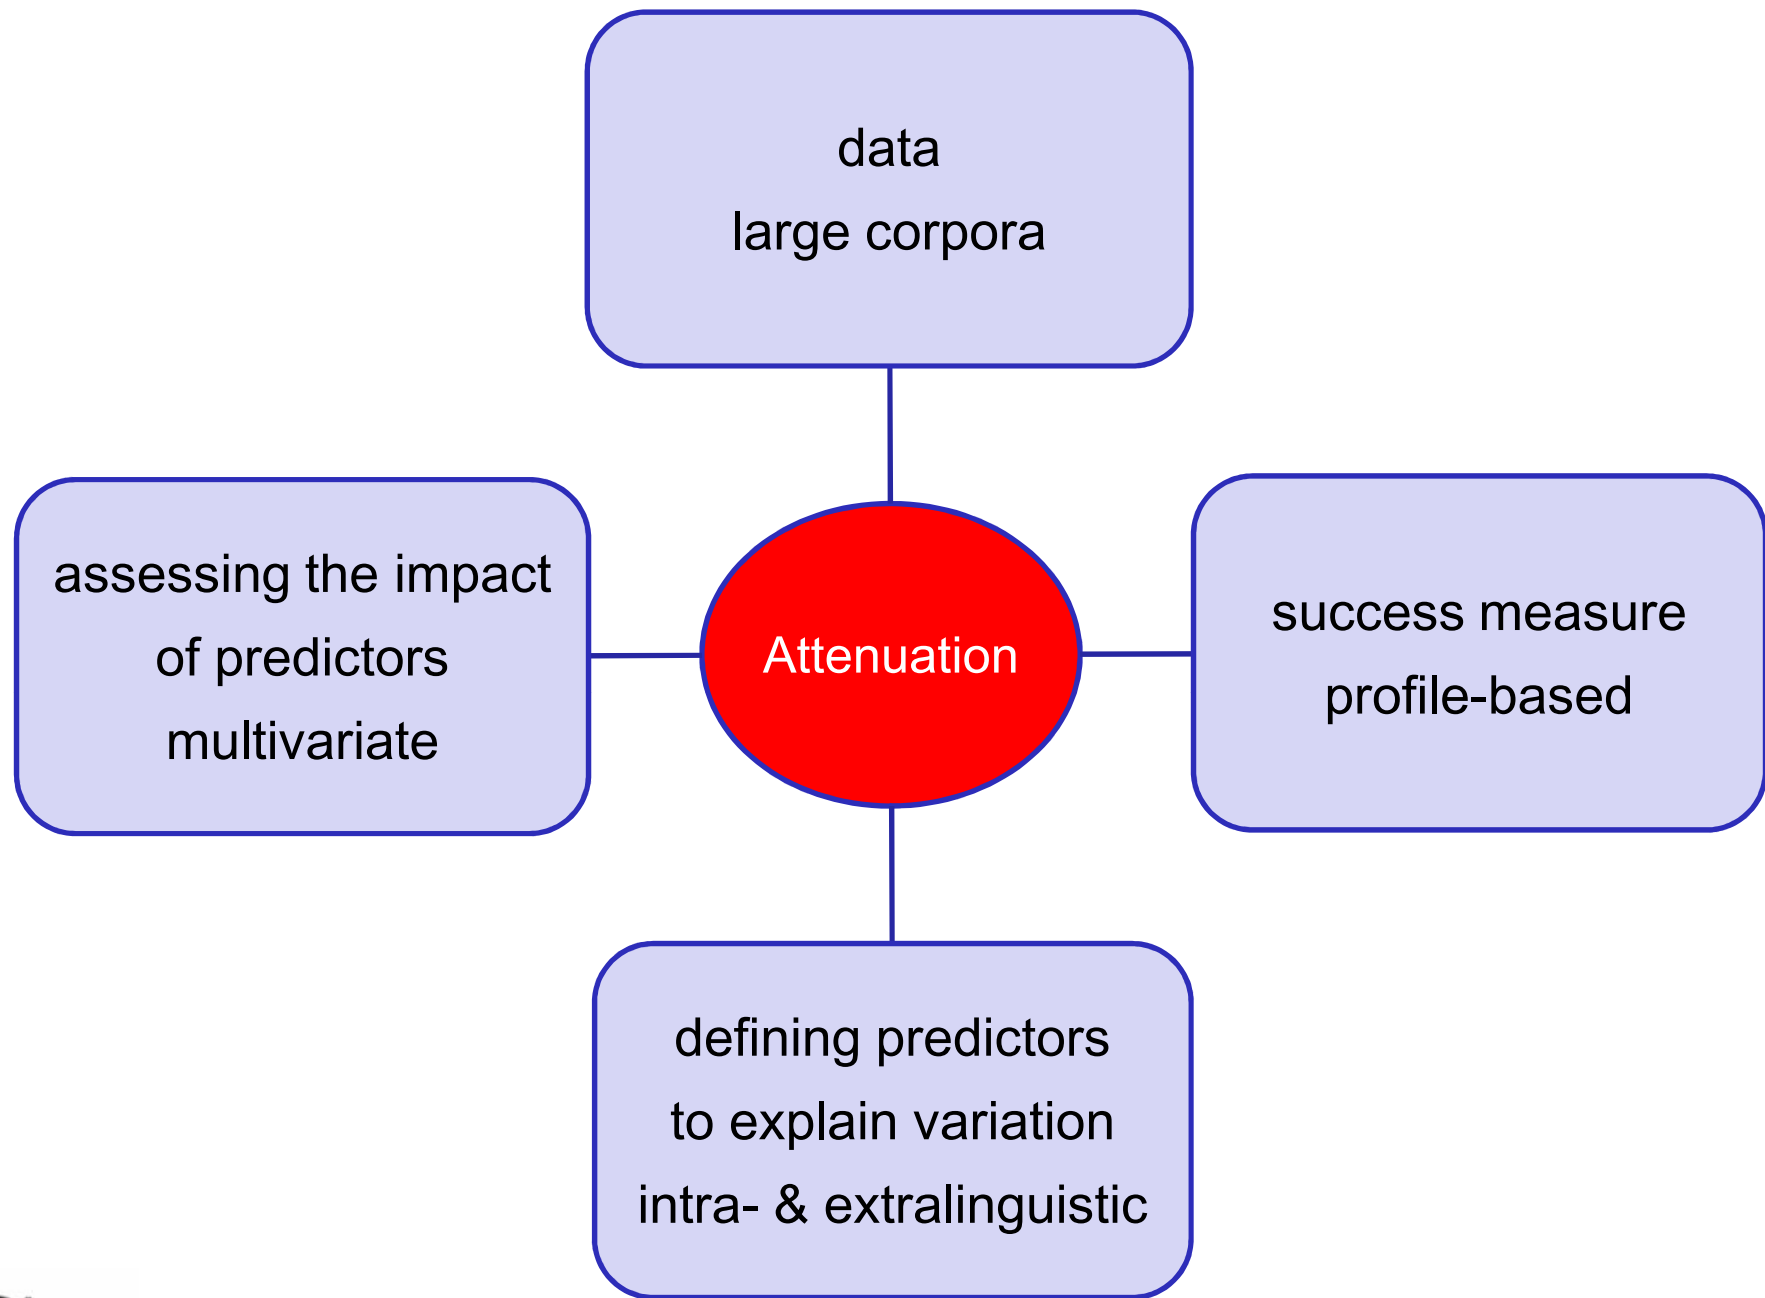 data
large corpora
assessing the impact
of predictors
multivariate
Attenuation
success measure
profile-based
defining predictors
to explain variation
intra- & extralinguistic